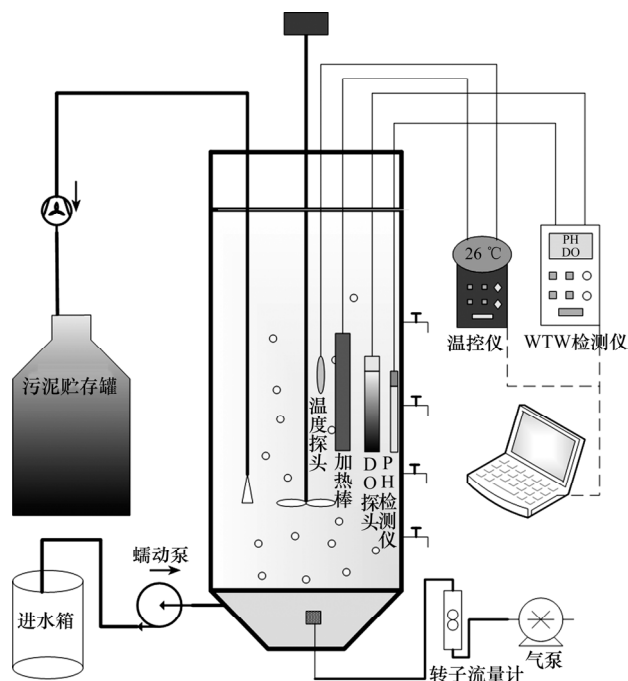 PH
DO
26 ℃
温控仪
WTW检测仪
污泥贮存罐
温度探头
加热棒
DO探头
PH检测仪
蠕动泵
进水箱
转子流量计
气泵